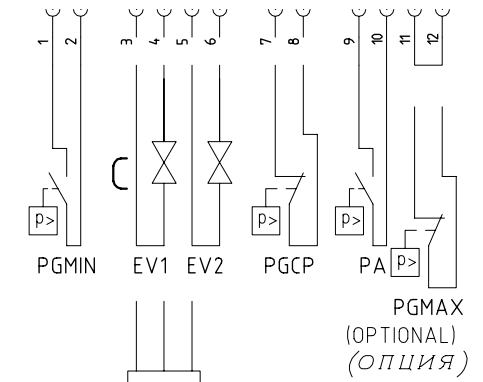 1 2 3 4 5 6 7 8 9 10 11 12
p> p> p> p>
PGMIN EV1 EV2 PGCP PA
PGMAX
(OPTIONAL)
(ОПЦИЯ)